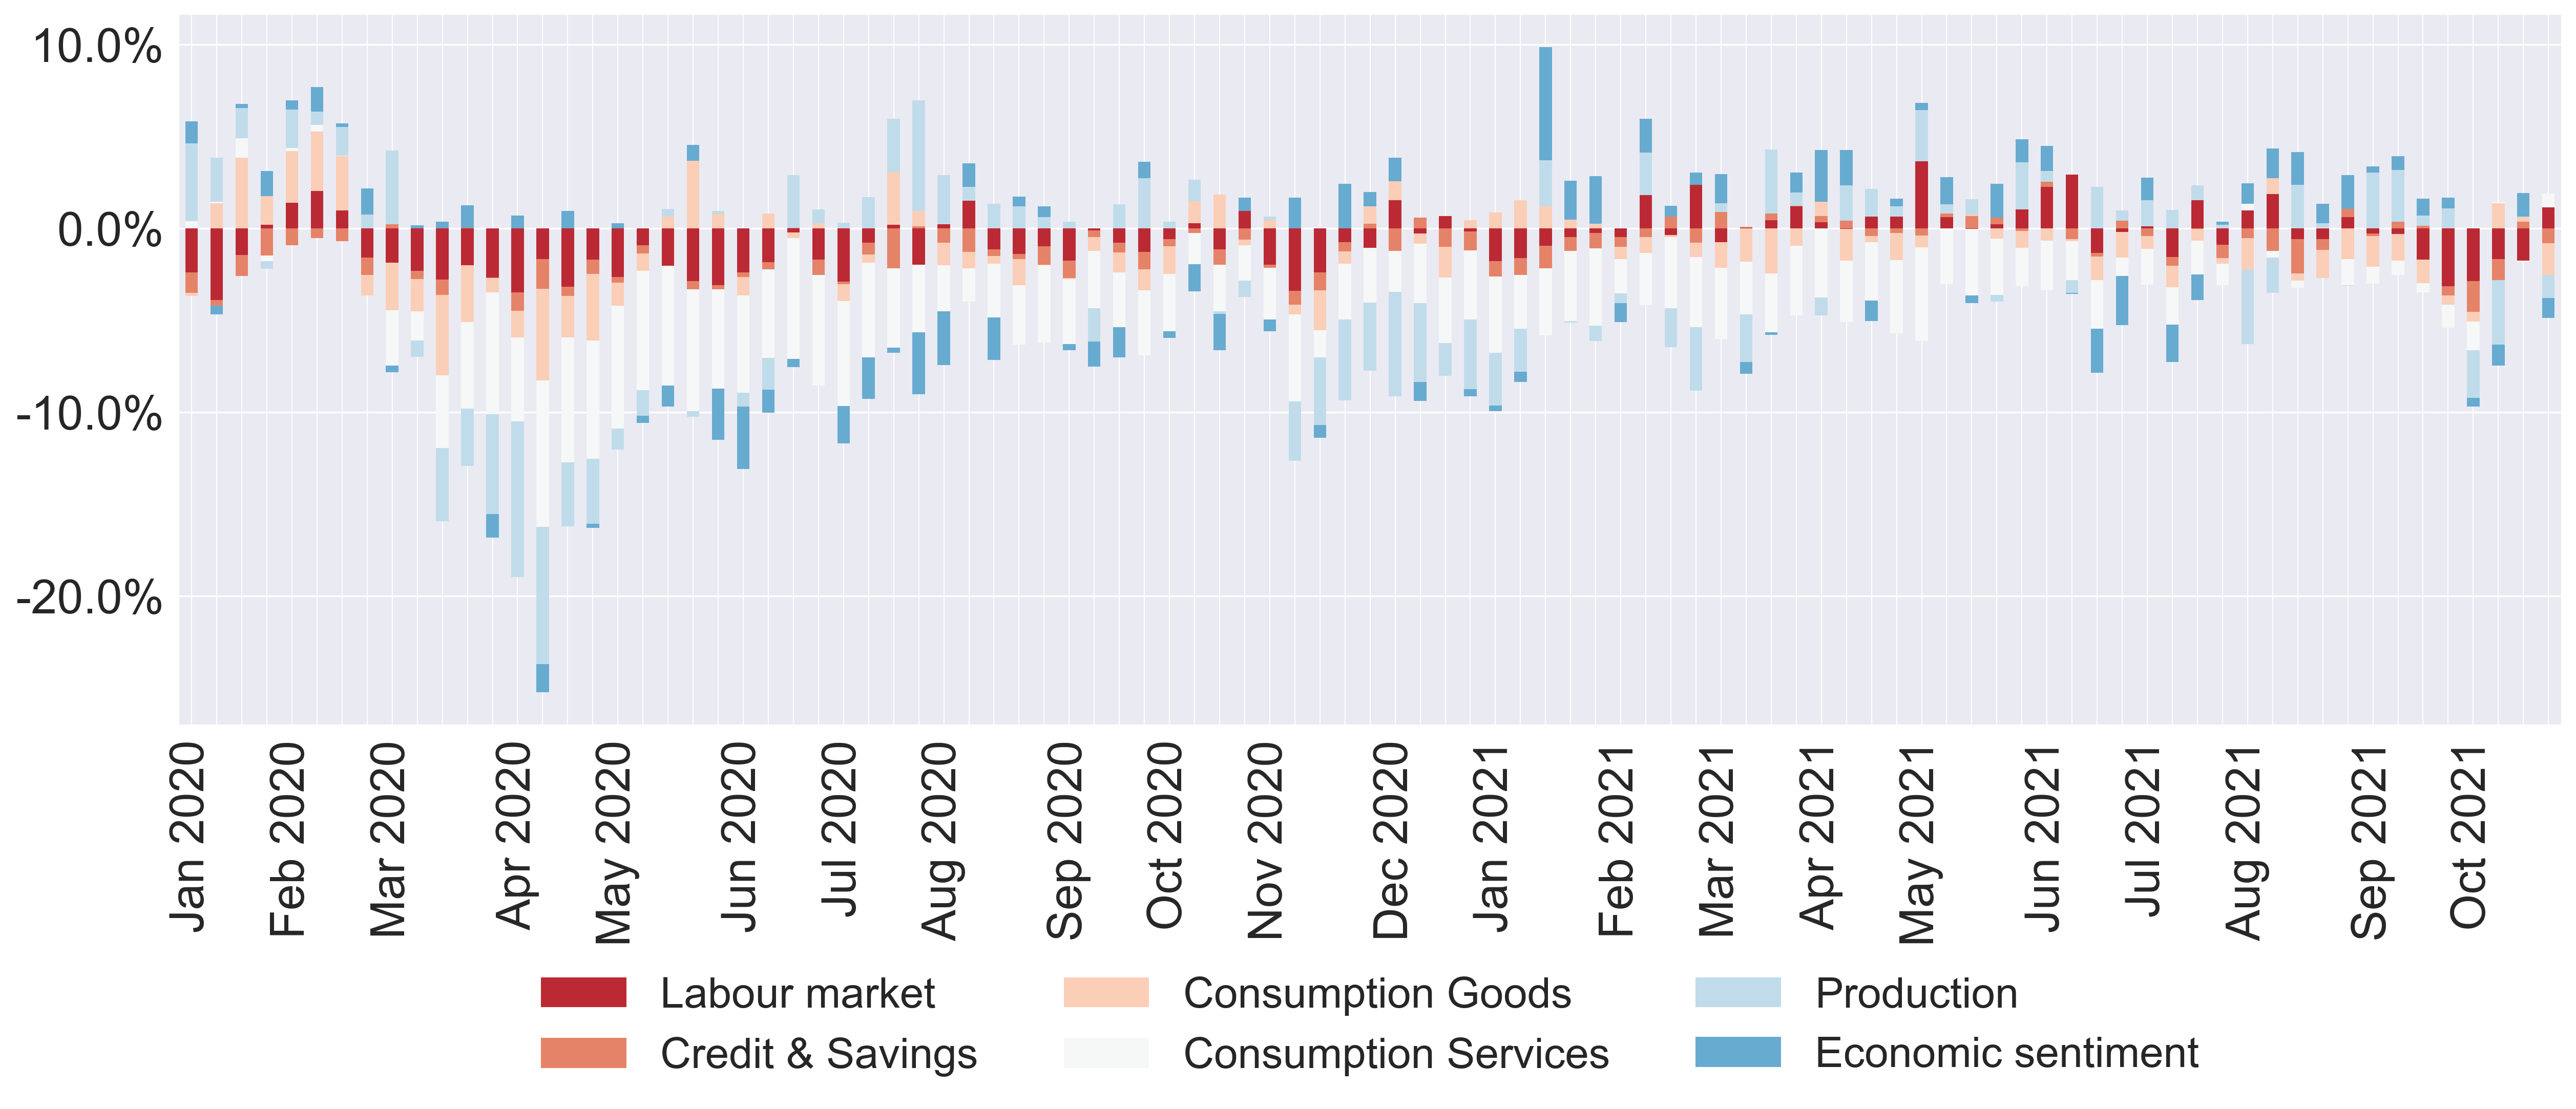 10.0%
0.0%
-10.0%
-20.0%
Jan 2020
Feb 2020
Mar 2020
Apr 2020
May 2020
Jun 2020
Jul 2020
Aug 2020
Sep 2020
Oct 2020
Nov 2020
Dec 2020
Jan 2021
Feb 2021
Mar 2021
Apr 2021
May 2021
Jun 2021
Jul 2021
Aug 2021
Sep 2021
Oct 2021
Labour market
Consumption Goods
Production
Credit & Savings
Consumption Services
Economic sentiment